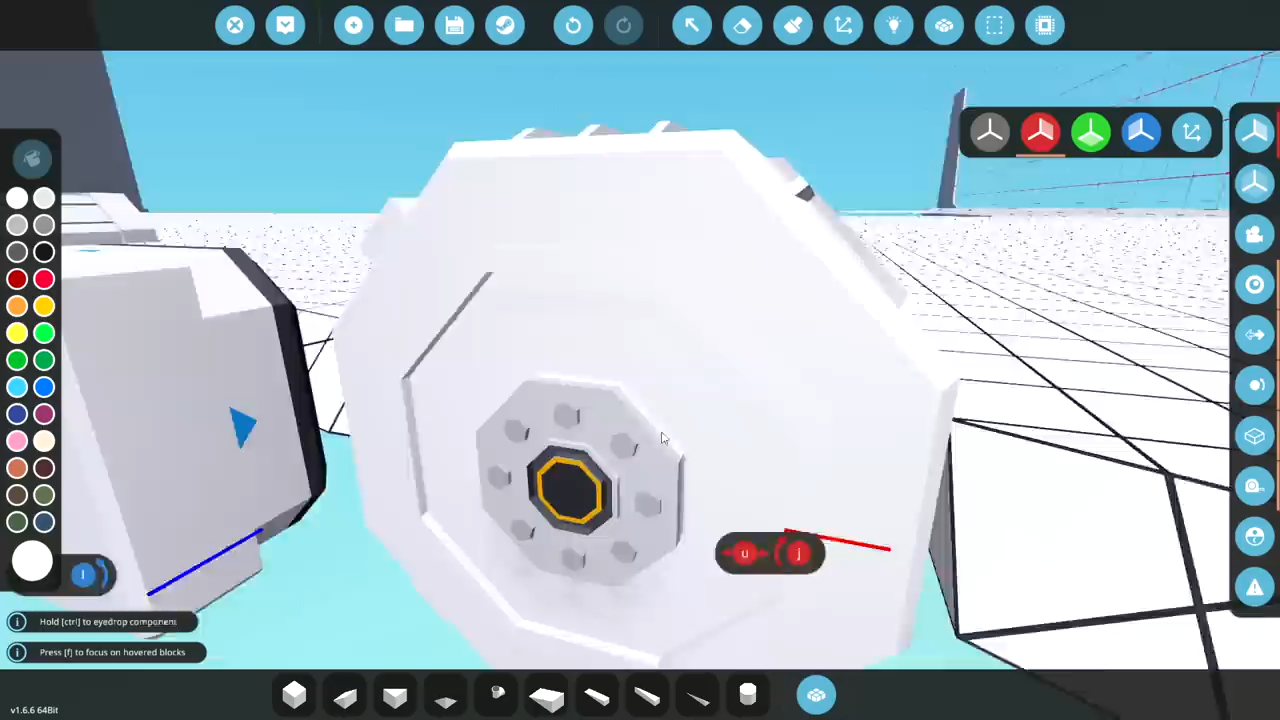 u
j
l
Hold [ctrl] to eyedrop component
Press [f] to focus on hovered blocks
v1.6.6 64Bit